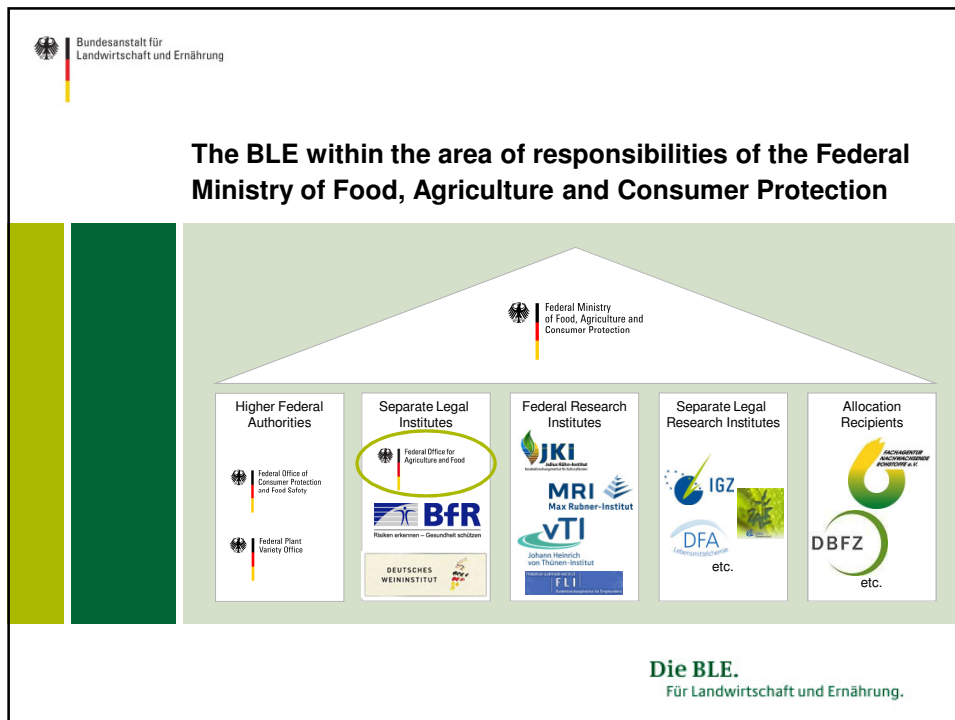 Bundesanstalt für
Landwirtschaft und Ernährung
The BLE within the area of responsibilities of the Federal
Ministry of Food, Agriculture and Consumer Protection
Federal Ministry
of Food, Agriculture and
Consumer Protection
Higher Federal
Authorities
Federal Office of
Consumer Protection
and Food Safety
Federal Plant
Variety Office
Separate Legal
Institutes
Federal Office for
Agriculture and Food
BfR
Risiken erkennen – Gesundheit schützen
DEUTSCHES
WEININSTITUT
Federal Research
Institutes
JKI
Julius Kühn-Institut
MRI
Max Rubner-Institut
vTI
Johann Heinrich
von Thünen-Institut
FLI
Separate Legal
Research Institutes
IGZ
DFA
Lebensmittelchemie
etc.
Allocation
Recipients
FACHAGENTUR
NACHWACHSENDE
ROHSTOFFE e.V.
DBFZ
etc.
Die BLE.
Für Landwirtschaft und Ernährung.